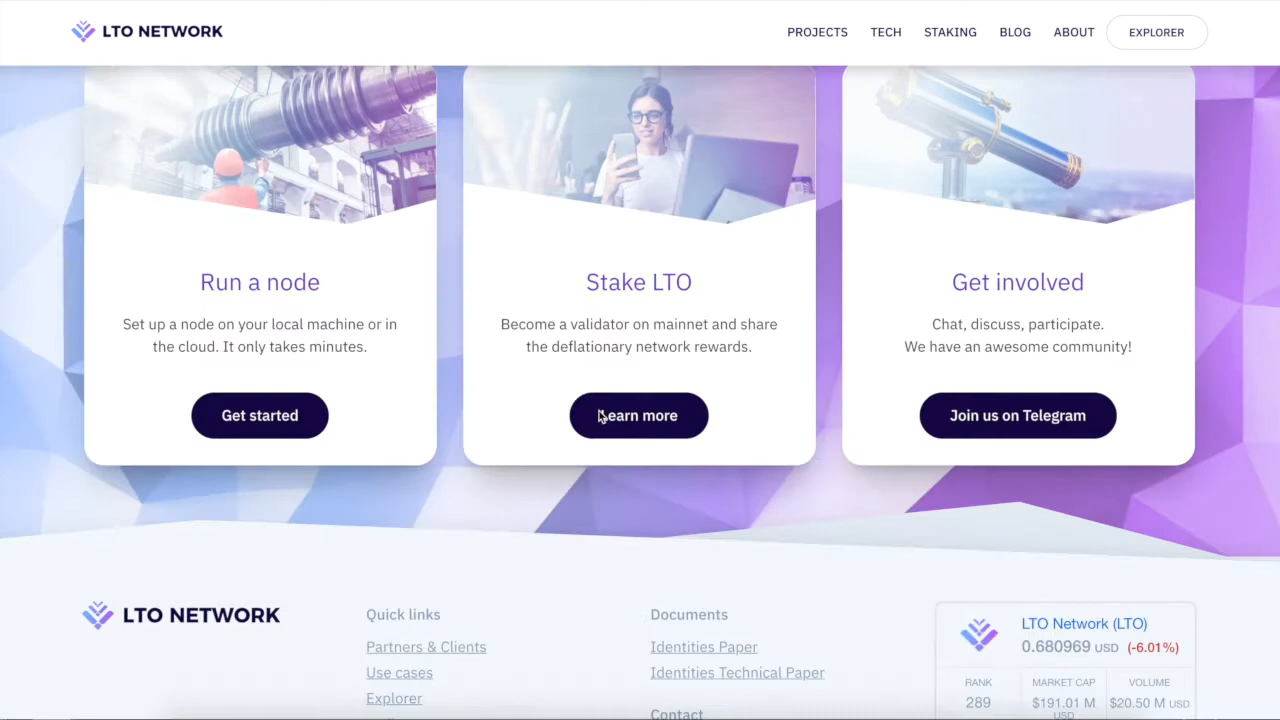 LTO NETWORK
PROJECTS TECH STAKING BLOG ABOUT EXPLORER
Run a node
Set up a node on your local machine or in
the cloud. It only takes minutes.
Get started
Stake LTO
Become a validator on mainnet and share
the deflationary network rewards.
Learn more
Get involved
Chat, discuss, participate.
We have an awesome community!
Join us on Telegram
LTO NETWORK
Quick links
Partners & Clients
Use cases
Explorer
Documents
Identities Paper
Identities Technical Paper
Contact
LTO Network (LTO)
0.680969 USD (-6.01%)
RANK
289
MARKET CAP
$191.01 M
USD
VOLUME
$20.50 M USD